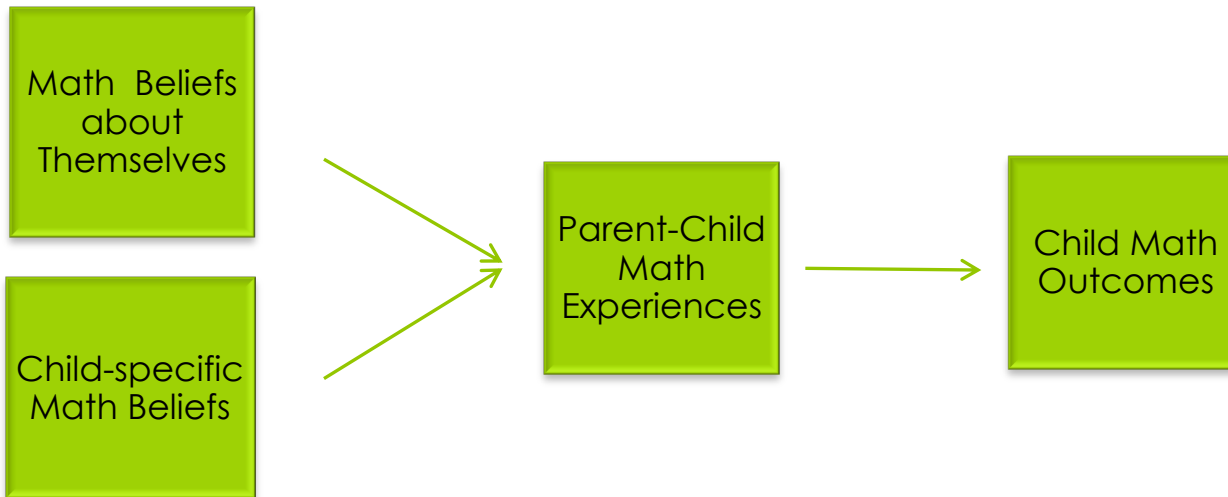 Math  Beliefs
about
Themselves
Child-specific
Math Beliefs
Parent-Child
Math
Experiences
Child Math
Outcomes